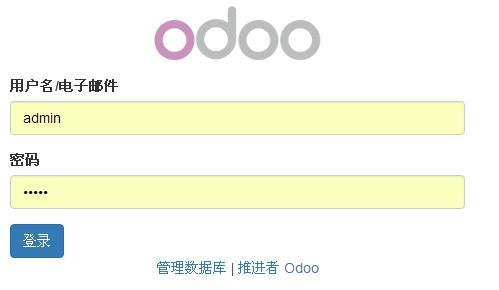 odoo
用户名/电子邮件
admin
密码
•••••
登录
管理数据库 | 推进者 Odoo